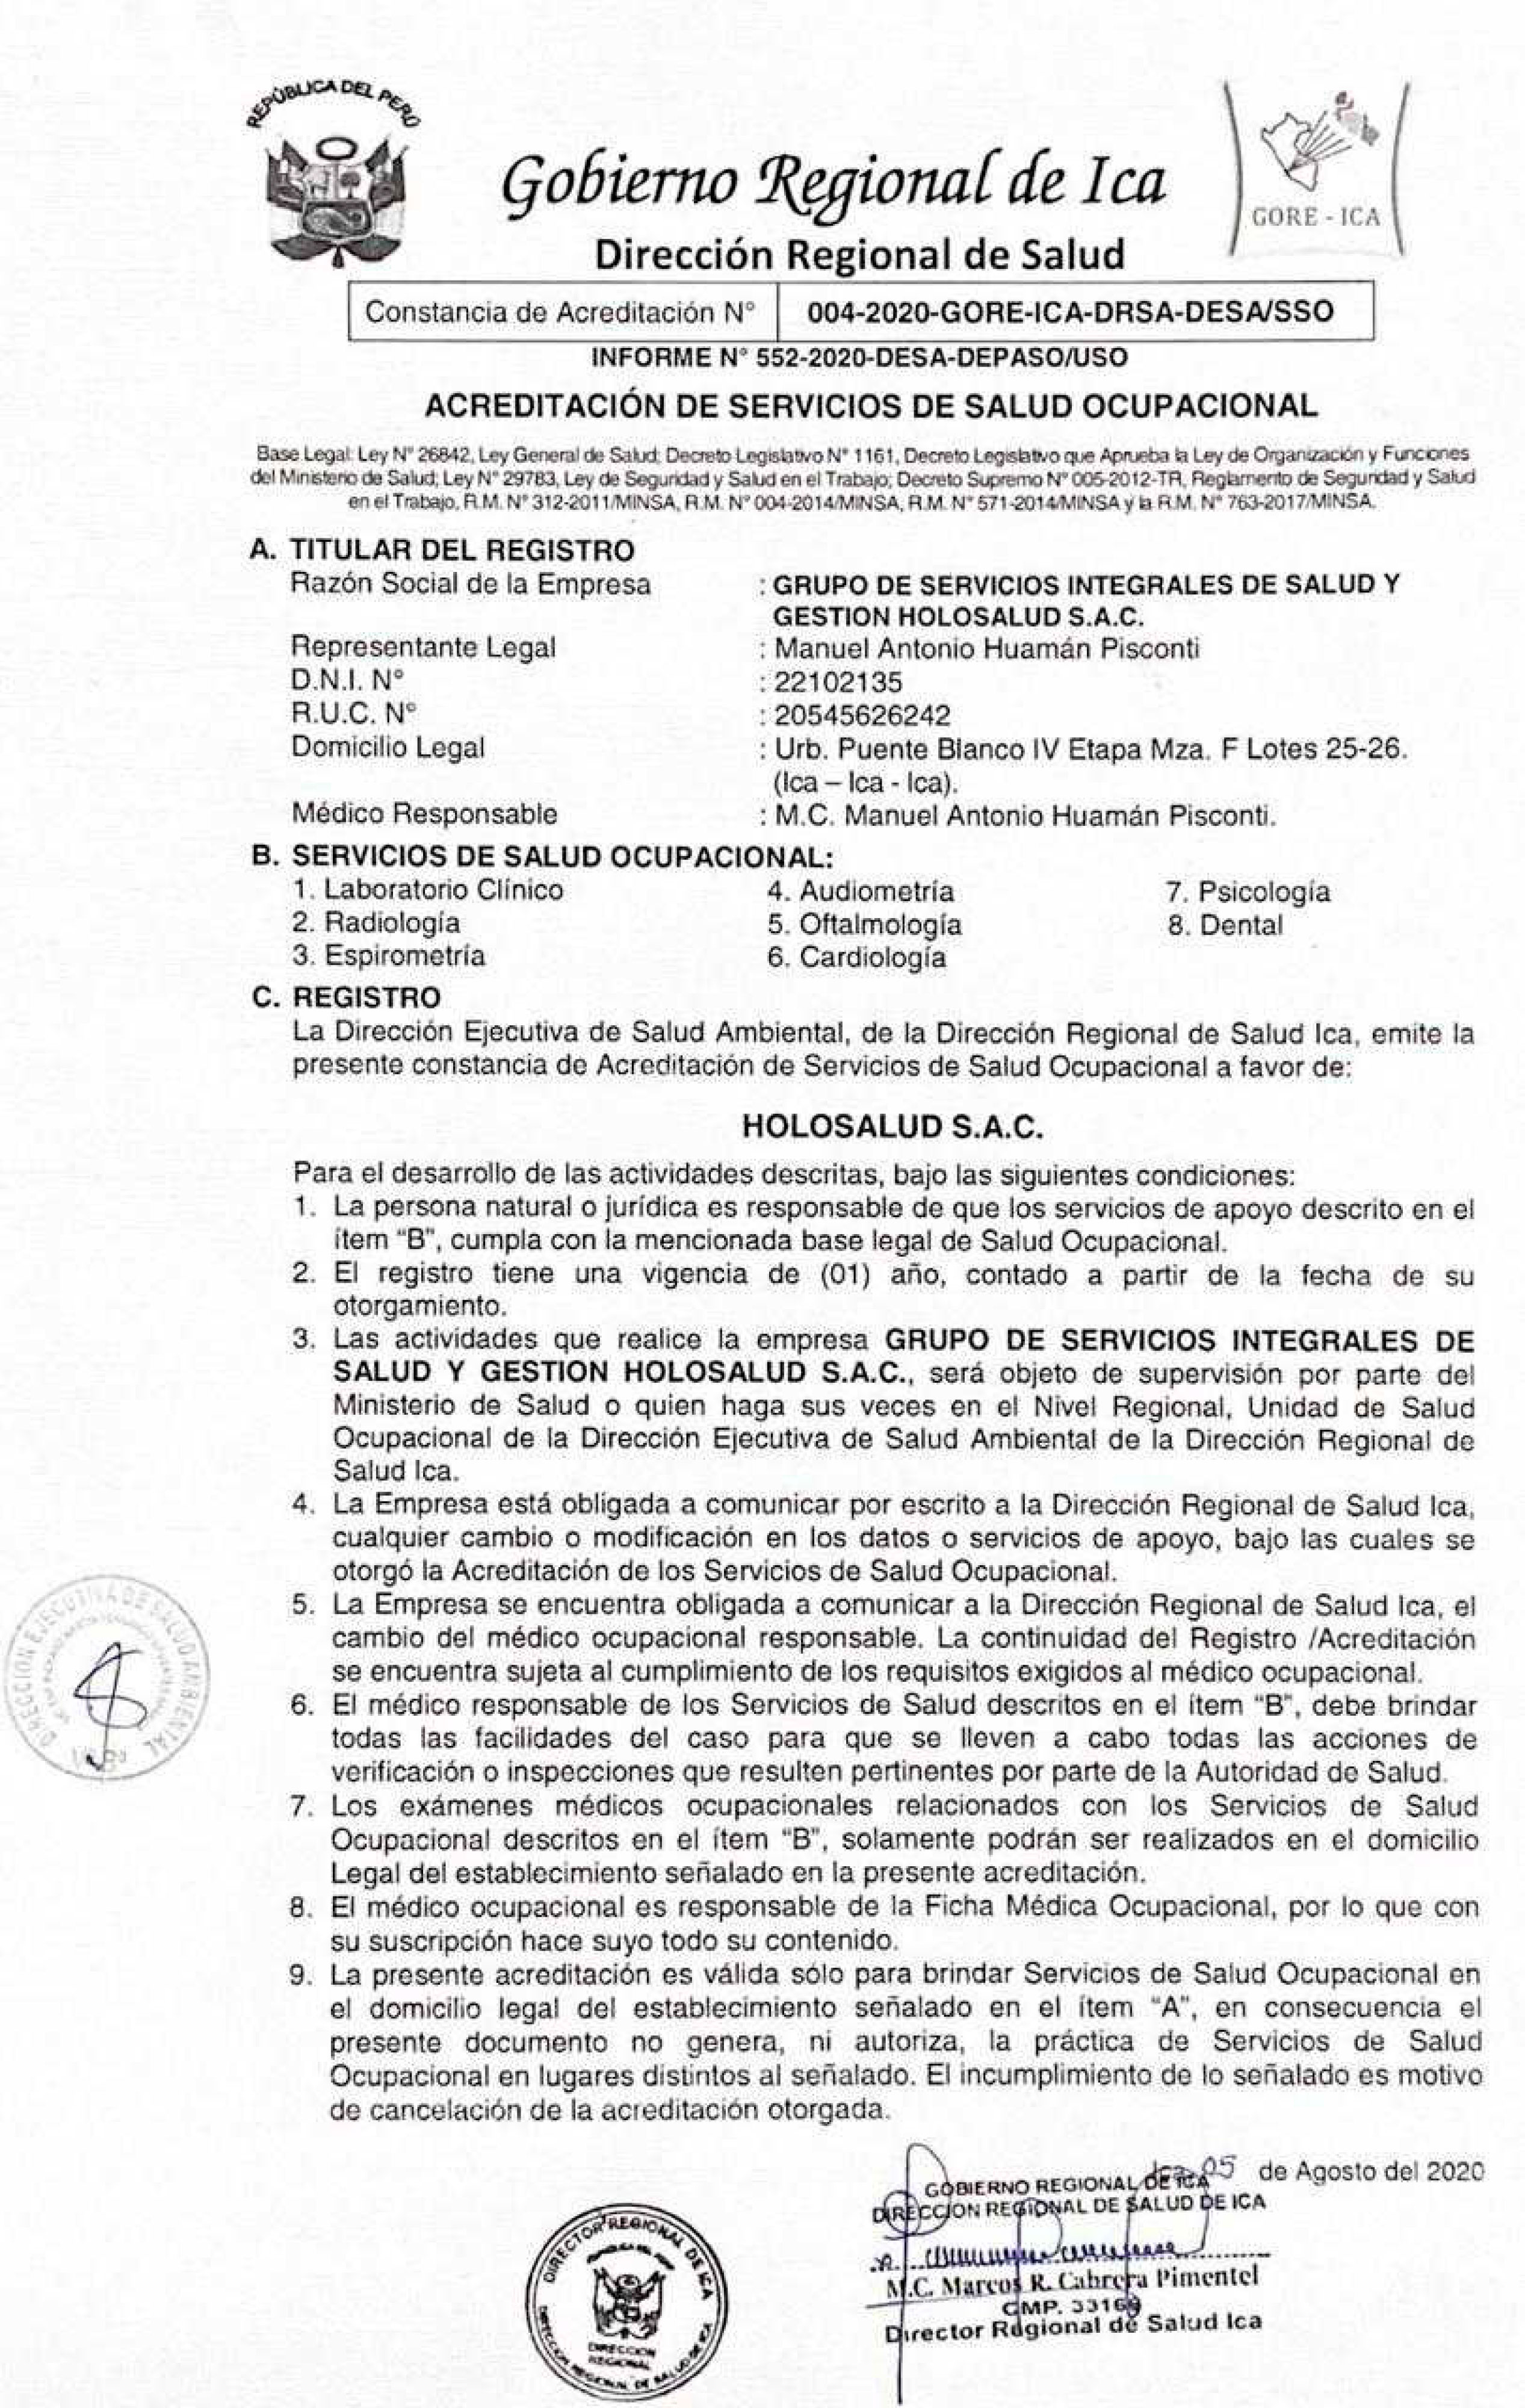 REPÚBLICA DEL PERÚ
Gobierno Regional de Ica
GORE - ICA
Dirección Regional de Salud
Constancia de Acreditación N° 004-2020-GORE-ICA-DRSA-DESA/SSO
INFORME N° 552-2020-DESA-DEPASO/USO
ACREDITACIÓN DE SERVICIOS DE SALUD OCUPACIONAL
Base Legal: Ley N° 26842, Ley General de Salud; Decreto Legislativo N° 1161, Decreto Legislativo que Aprueba la Ley de Organización y Funciones
del Ministerio de Salud; Ley N° 29783, Ley de Seguridad y Salud en el Trabajo; Decreto Supremo N° 005-2012-TR, Reglamento de Seguridad y Salud
en el Trabajo, R.M. N° 312-2011/MINSA, R.M. N° 004-2014/MINSA, R.M. N° 571-2014/MINSA y la R.M. N° 763-2017/MINSA.
A. TITULAR DEL REGISTRO
Razón Social de la Empresa : GRUPO DE SERVICIOS INTEGRALES DE SALUD Y
GESTION HOLOSALUD S.A.C.
Representante Legal : Manuel Antonio Huamán Pisconti
D.N.I. N° : 22102135
R.U.C. N° : 20545626242
Domicilio Legal : Urb. Puente Blanco IV Etapa Mza. F Lotes 25-26.
(Ica – Ica - Ica).
Médico Responsable : M.C. Manuel Antonio Huamán Pisconti.
B. SERVICIOS DE SALUD OCUPACIONAL:
1. Laboratorio Clínico 4. Audiometría 7. Psicología
2. Radiología 5. Oftalmología 8. Dental
3. Espirometría 6. Cardiología
C. REGISTRO
La Dirección Ejecutiva de Salud Ambiental, de la Dirección Regional de Salud Ica, emite la
presente constancia de Acreditación de Servicios de Salud Ocupacional a favor de:
HOLOSALUD S.A.C.
Para el desarrollo de las actividades descritas, bajo las siguientes condiciones:
1. La persona natural o jurídica es responsable de que los servicios de apoyo descrito en el
ítem “B”, cumpla con la mencionada base legal de Salud Ocupacional.
2. El registro tiene una vigencia de (01) año, contado a partir de la fecha de su
otorgamiento.
3. Las actividades que realice la empresa GRUPO DE SERVICIOS INTEGRALES DE
SALUD Y GESTION HOLOSALUD S.A.C., será objeto de supervisión por parte del
Ministerio de Salud o quien haga sus veces en el Nivel Regional, Unidad de Salud
Ocupacional de la Dirección Ejecutiva de Salud Ambiental de la Dirección Regional de
Salud Ica.
4. La Empresa está obligada a comunicar por escrito a la Dirección Regional de Salud Ica,
cualquier cambio o modificación en los datos o servicios de apoyo, bajo las cuales se
otorgó la Acreditación de los Servicios de Salud Ocupacional.
5. La Empresa se encuentra obligada a comunicar a la Dirección Regional de Salud Ica, el
cambio del médico ocupacional responsable. La continuidad del Registro /Acreditación
se encuentra sujeta al cumplimiento de los requisitos exigidos al médico ocupacional.
6. El médico responsable de los Servicios de Salud descritos en el ítem “B”, debe brindar
todas las facilidades del caso para que se lleven a cabo todas las acciones de
verificación o inspecciones que resulten pertinentes por parte de la Autoridad de Salud.
7. Los exámenes médicos ocupacionales relacionados con los Servicios de Salud
Ocupacional descritos en el ítem “B”, solamente podrán ser realizados en el domicilio
Legal del establecimiento señalado en la presente acreditación.
8. El médico ocupacional es responsable de la Ficha Médica Ocupacional, por lo que con
su suscripción hace suyo todo su contenido.
9. La presente acreditación es válida sólo para brindar Servicios de Salud Ocupacional en
el domicilio legal del establecimiento señalado en el ítem “A”, en consecuencia el
presente documento no genera, ni autoriza, la práctica de Servicios de Salud
Ocupacional en lugares distintos al señalado. El incumplimiento de lo señalado es motivo
de cancelación de la acreditación otorgada.
DIRECCION EJECUTIVA DE SALUD AMBIENTAL
05 de Agosto del 2020
GOBIERNO REGIONAL DE ICA
DIRECCION REGIONAL DE SALUD DE ICA
M.C. Marcos R. Cabrera Pimentel
CMP. 33169
Director Regional de Salud Ica
DIRECTOR REGIONAL DE ICA
DIRECCION
REGIONAL
DIRECCION REGIONAL DE SALUD DE ICA